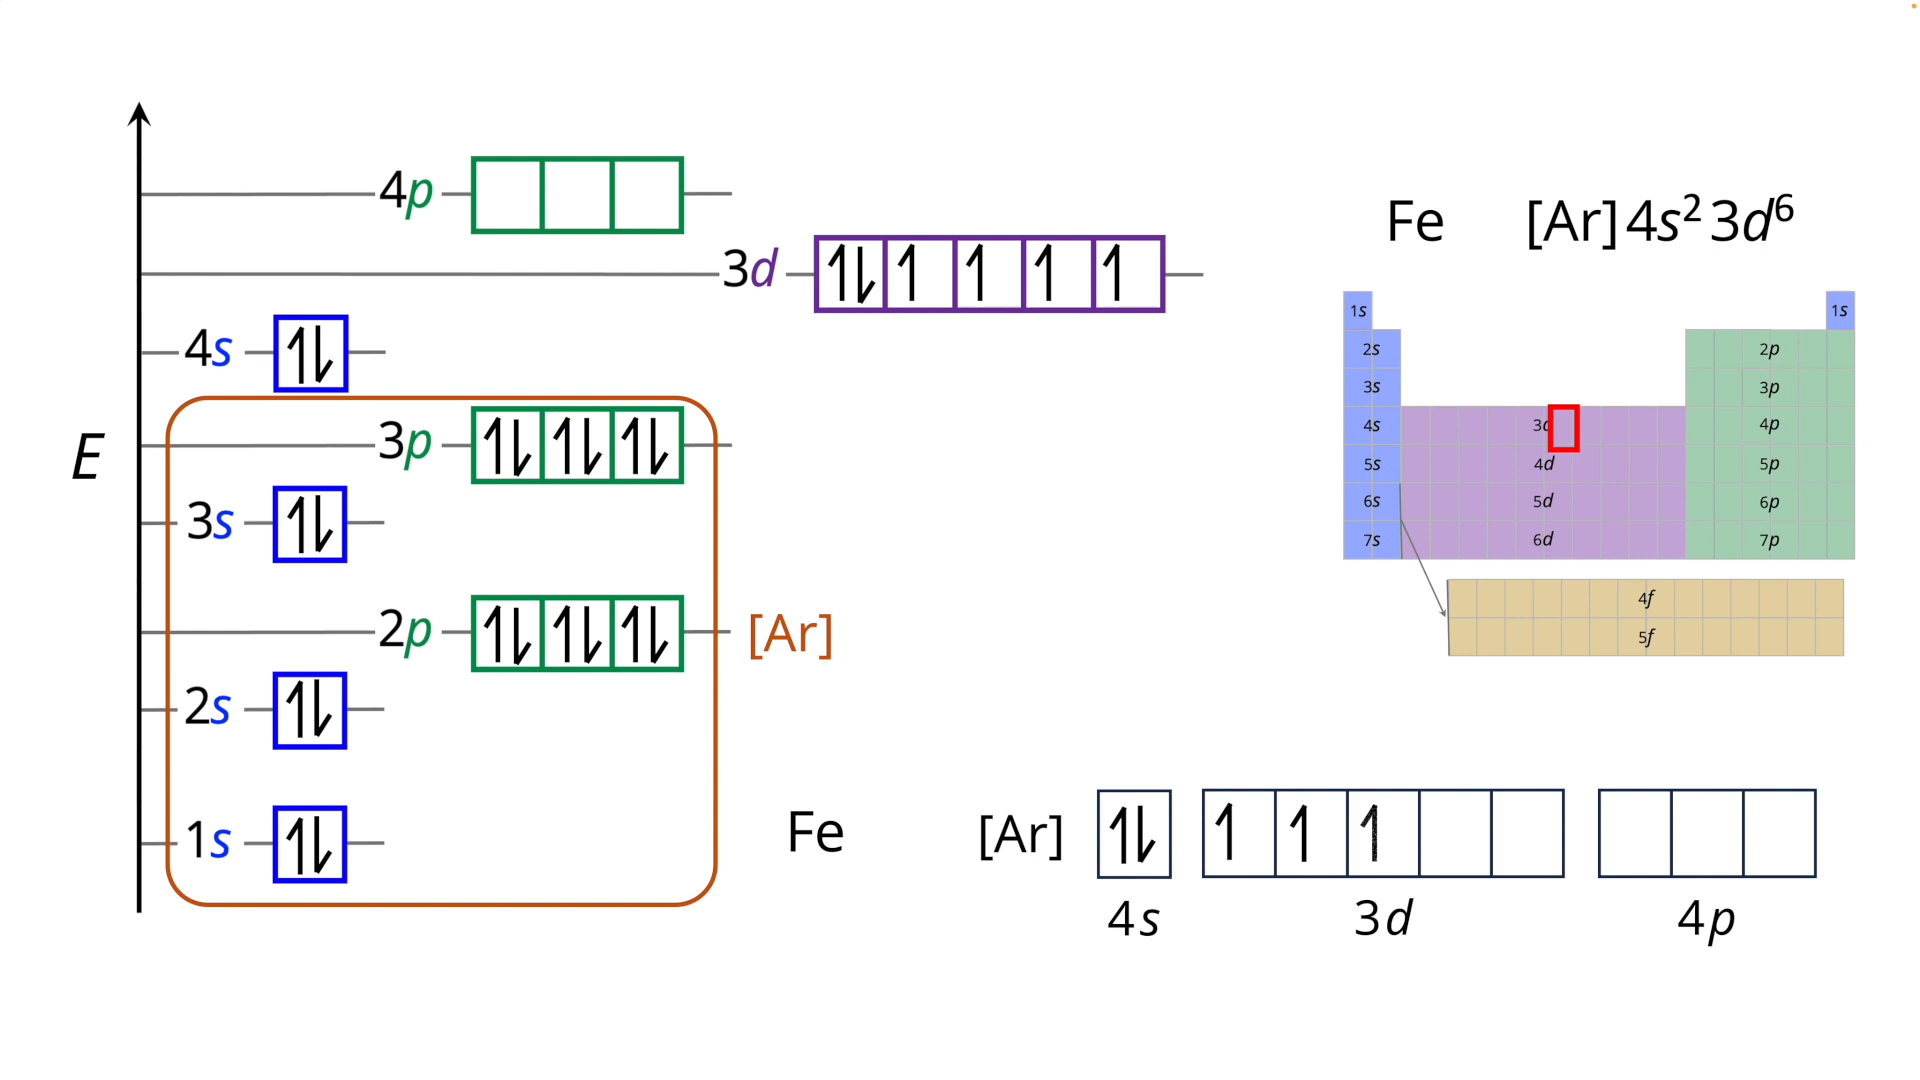 4p
3d
4s
3p
E
3s
2p
[Ar]
2s
1s
Fe [Ar] 4s² 3d⁶
1s 1s
2s 2p
3s 3p
4s 3d 4p
5s 4d 5p
6s 5d 6p
7s 6d 7p
4f
5f
Fe [Ar]
4s 3d 4p